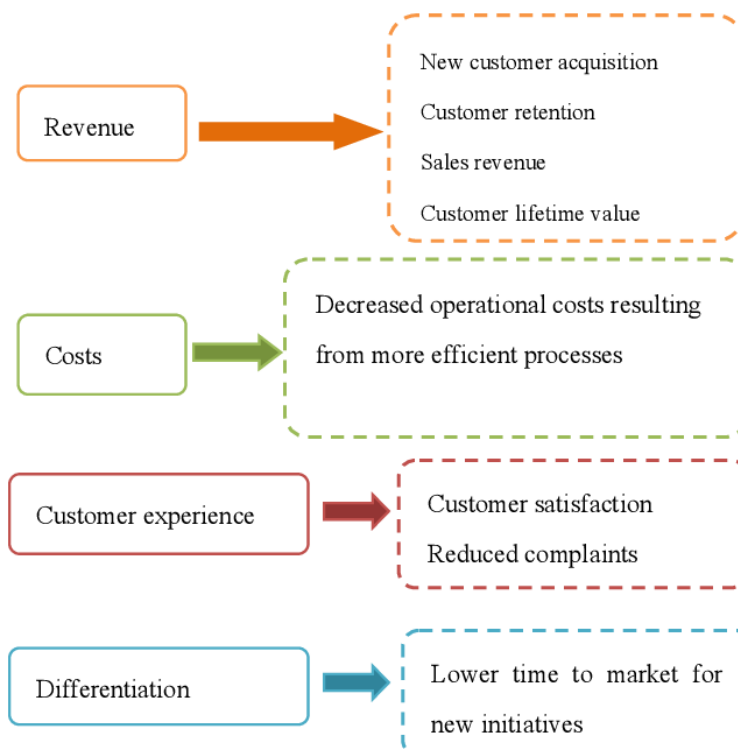 Revenue
New customer acquisition
Customer retention
Sales revenue
Customer lifetime value
Costs
Decreased operational costs resulting
from more efficient processes
Customer experience
Customer satisfaction
Reduced complaints
Differentiation
Lower time to market for
new initiatives